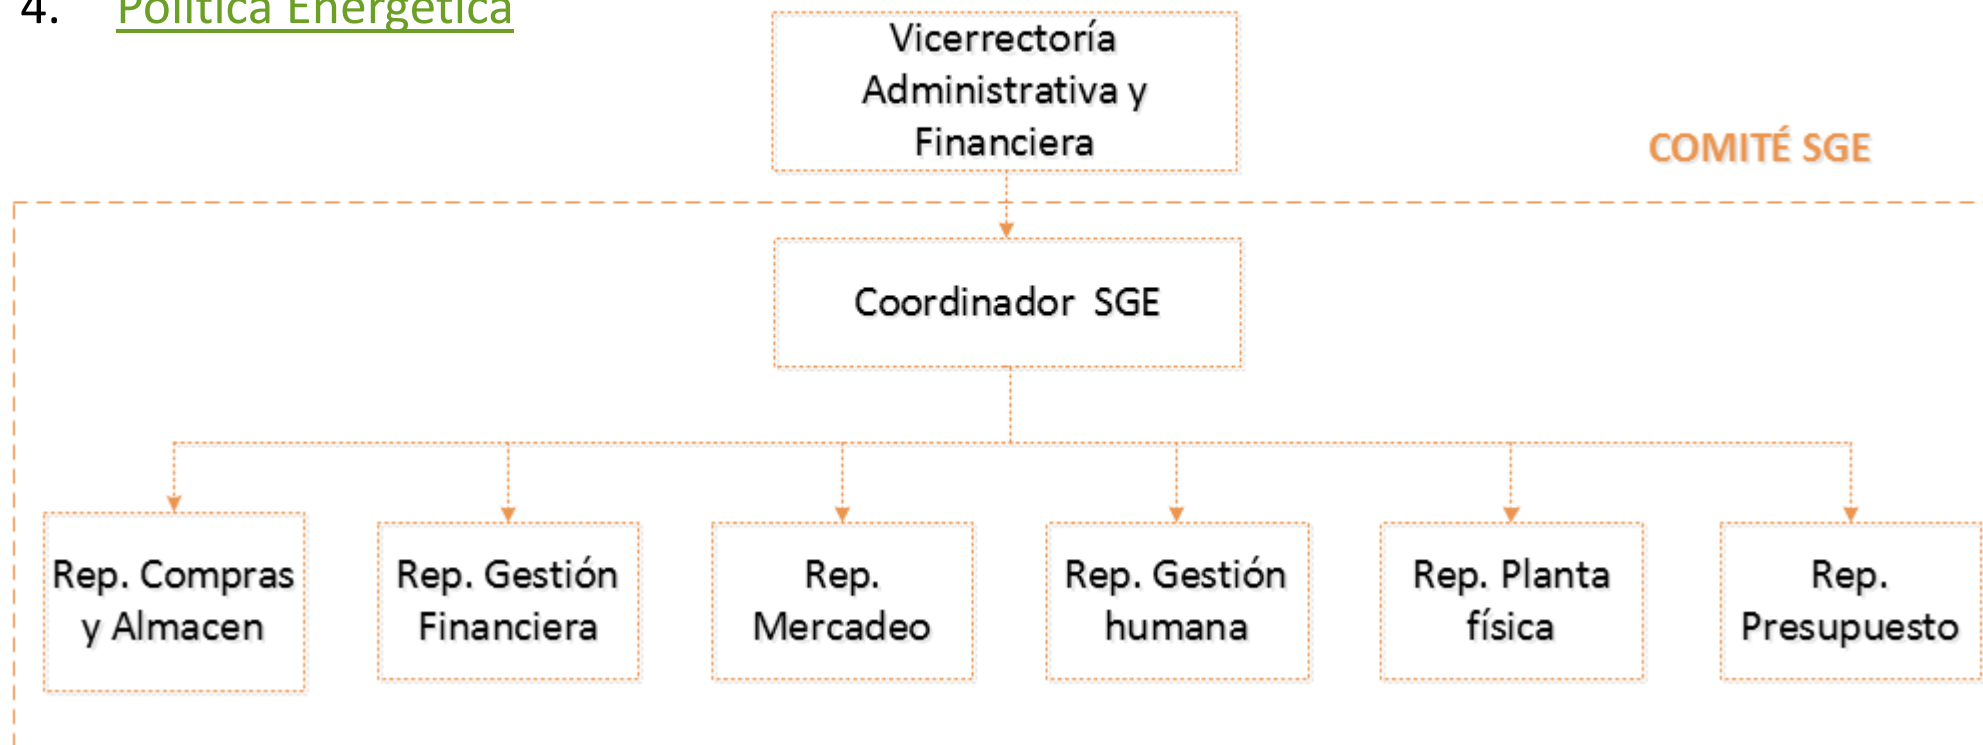 4. Política Energética
Vicerrectoría
Administrativa y
Financiera
COMITÉ SGE
Coordinador SGE
Rep. Compras
y Almacen
Rep. Gestión
Financiera
Rep.
Mercadeo
Rep. Gestión
humana
Rep. Planta
física
Rep.
Presupuesto